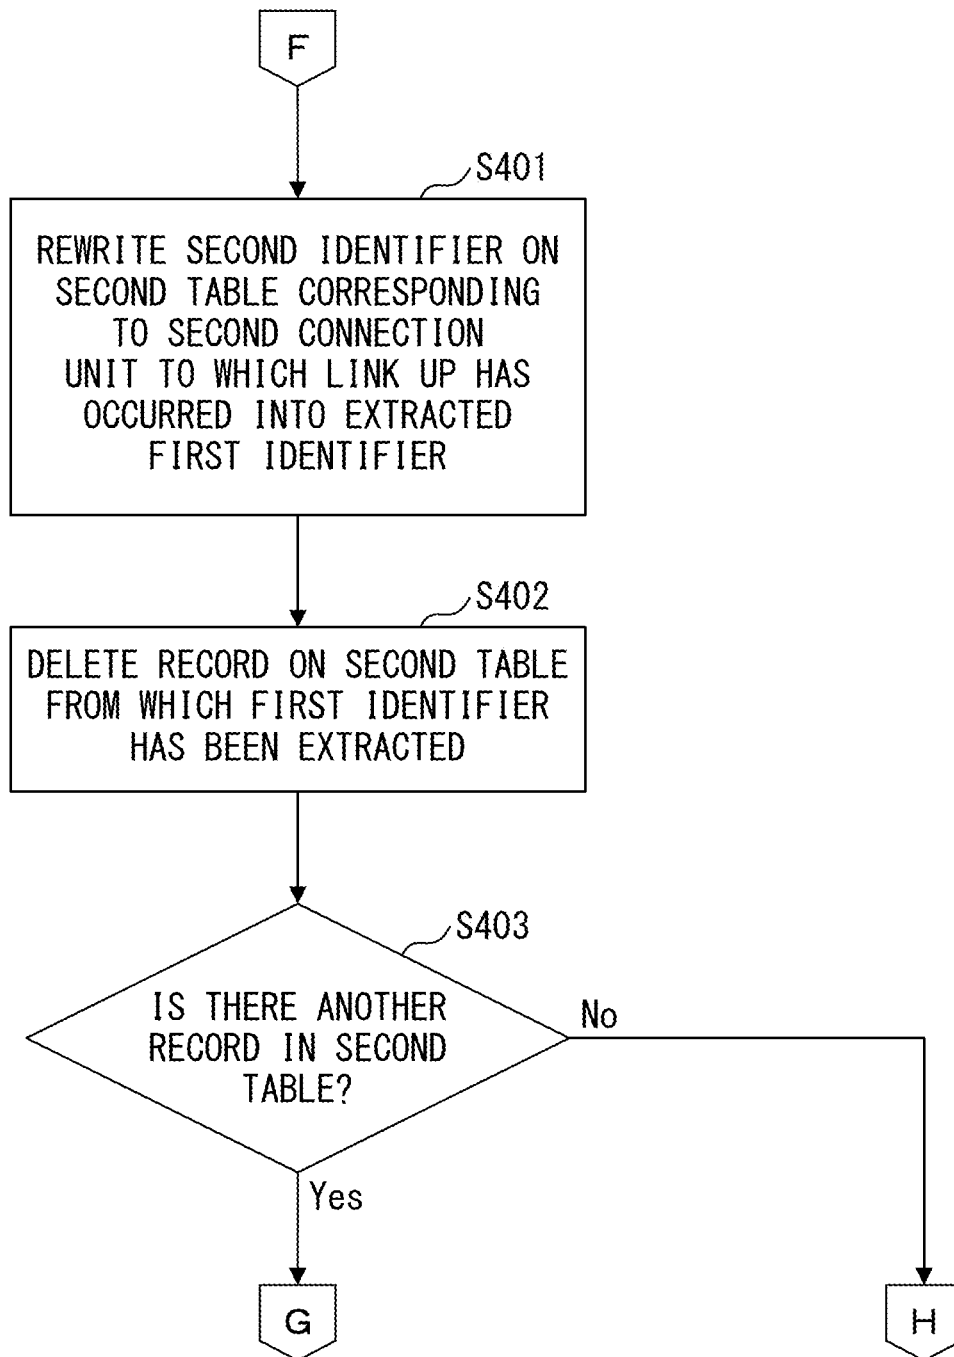 F
S401
REWRITE SECOND IDENTIFIER ON
SECOND TABLE CORRESPONDING
TO SECOND CONNECTION
UNIT TO WHICH LINK UP HAS
OCCURRED INTO EXTRACTED
FIRST IDENTIFIER
S402
DELETE RECORD ON SECOND TABLE
FROM WHICH FIRST IDENTIFIER
HAS BEEN EXTRACTED
S403
IS THERE ANOTHER
RECORD IN SECOND
TABLE?
No
Yes
G
H